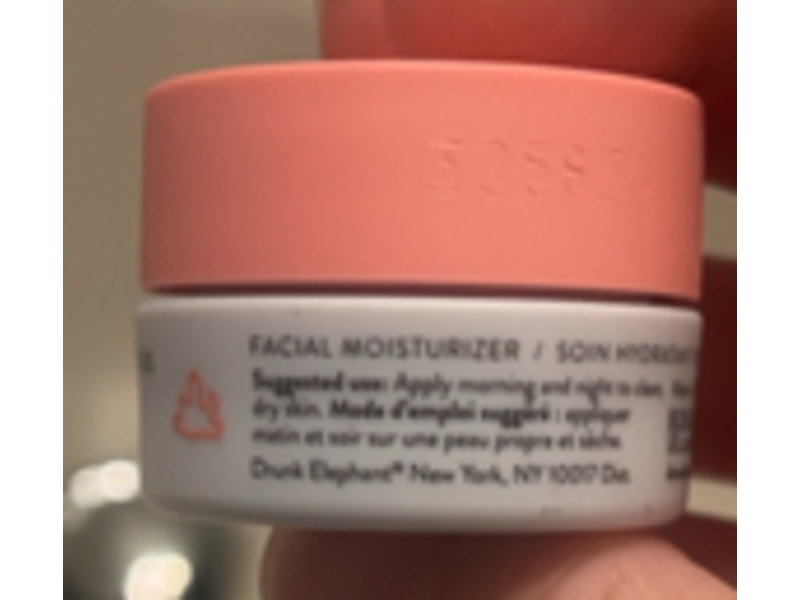 FACIAL MOISTURIZER / SOIN HYDRATANT
Suggested use: Apply morning and night to clean,
dry skin. Mode d'emploi suggéré : appliquer
matin et soir sur une peau propre et sèche.
Drunk Elephant® New York, NY 10017 Dist.